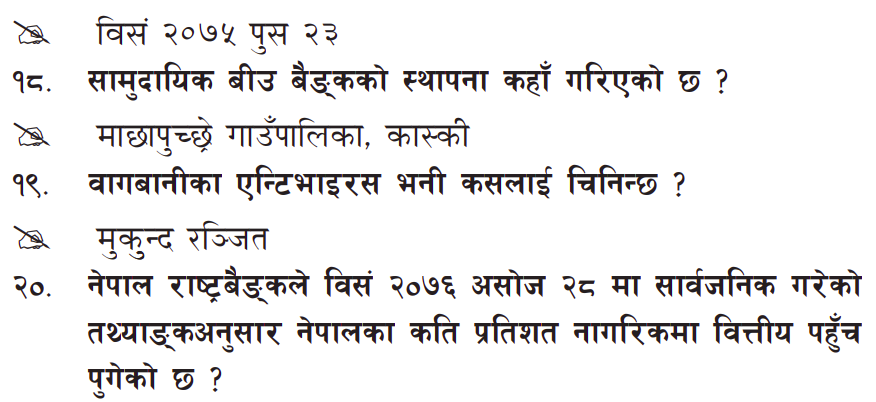 ✍ विसं २०७५ पुस २३
१८. सामुदायिक बीउ बैङ्कको स्थापना कहाँ गरिएको छ ?
✍ माछापुच्छ्रे गाउँपालिका, कास्की
१९. वागबानीका एन्टिभाइरस भनी कसलाई चिनिन्छ ?
✍ मुकुन्द रञ्जित
२०. नेपाल राष्ट्रबैङ्कले विसं २०७६ असोज २८ मा सार्वजनिक गरेको
तथ्याङ्कअनुसार नेपालका कति प्रतिशत नागरिकमा वित्तीय पहुँच
पुगेको छ ?